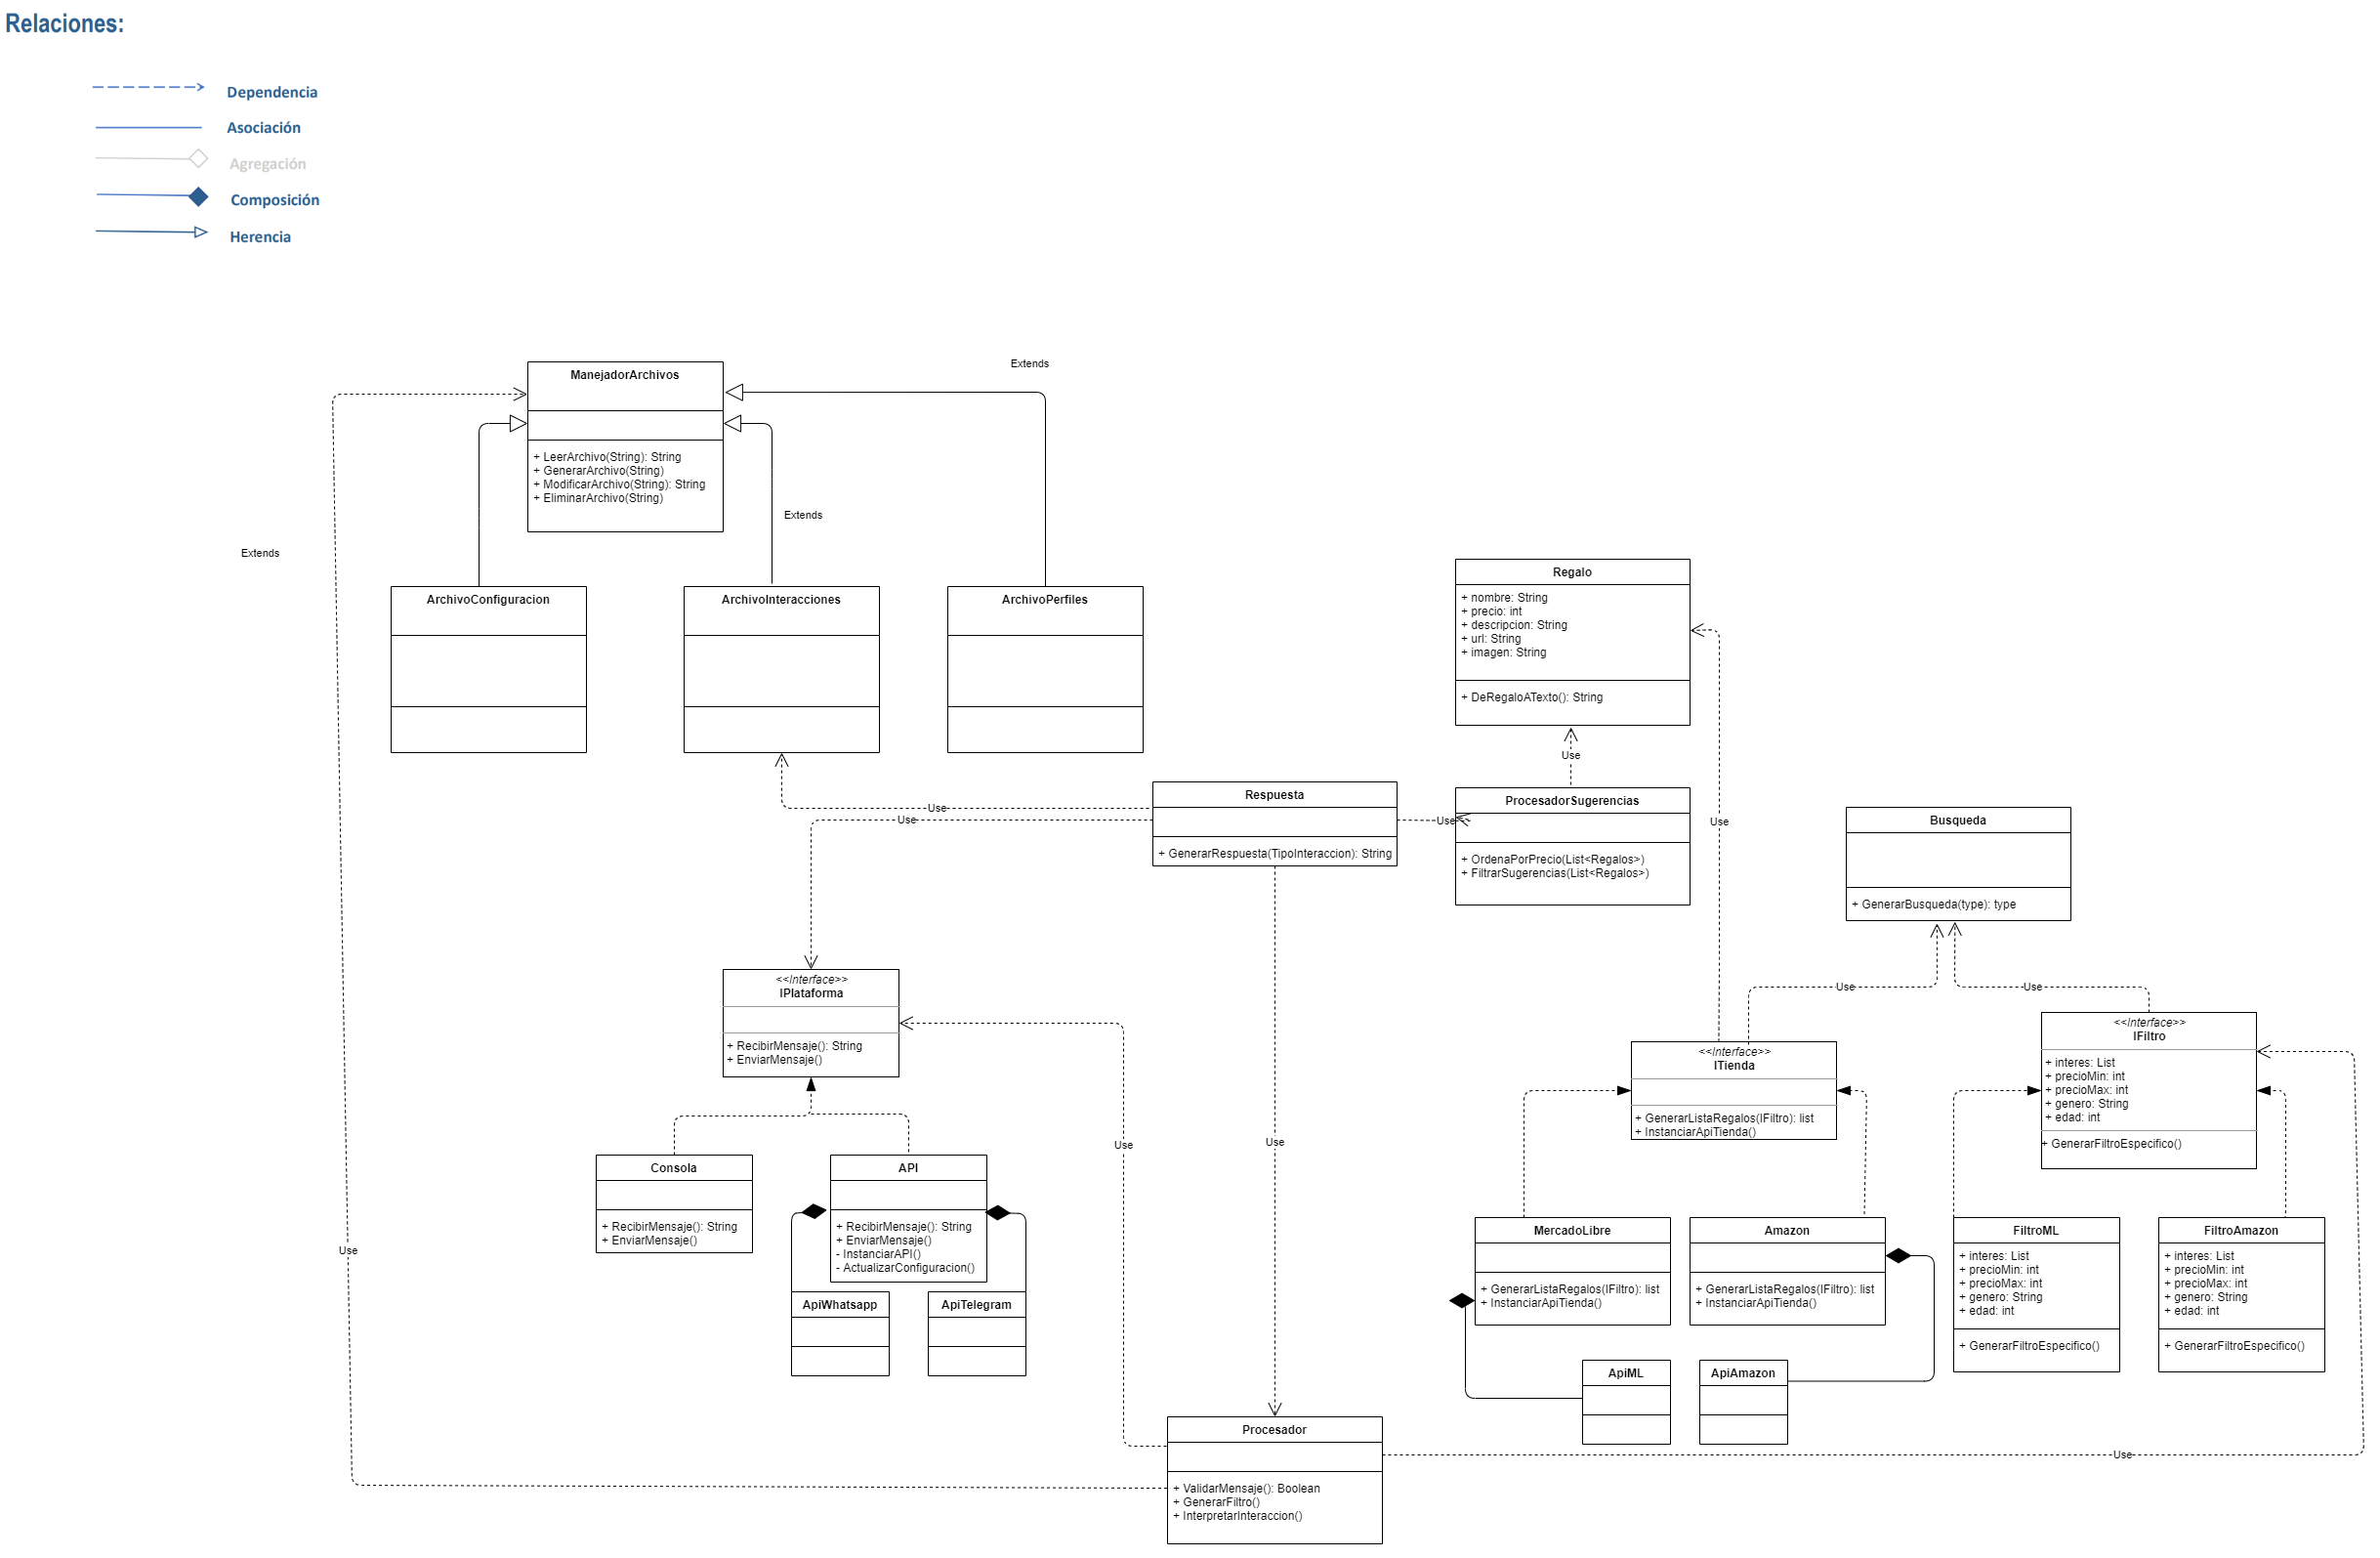 Relaciones:
Dependencia
Asociación
Agregación
Composición
Herencia
Extends
ManejadorArchivos
+ LeerArchivo(String): String
+ GenerarArchivo(String)
+ ModificarArchivo(String): String
+ EliminarArchivo(String)
Extends
Extends
ArchivoConfiguracion
ArchivoInteracciones
ArchivoPerfiles
Regalo
+ nombre: String
+ precio: int
+ descripcion: String
+ url: String
+ imagen: String
+ DeRegaloATexto(): String
Use
Respuesta
+ GenerarRespuesta(TipoInteraccion): String
Use
Use
Use
ProcesadorSugerencias
+ OrdenaPorPrecio(List<Regalos>)
+ FiltrarSugerencias(List<Regalos>)
Use
Busqueda
+ GenerarBusqueda(type): type
Use
Use
<<Interface>>
IPlataforma
+ RecibirMensaje(): String
+ EnviarMensaje()
<<Interface>>
ITienda
+ GenerarListaRegalos(IFiltro): list
+ InstanciarApiTienda()
<<Interface>>
IFiltro
+ interes: List
+ precioMin: int
+ precioMax: int
+ genero: String
+ edad: int
+ GenerarFiltroEspecifico()
Use
Use
Use
Consola
+ RecibirMensaje(): String
+ EnviarMensaje()
API
+ RecibirMensaje(): String
+ EnviarMensaje()
- InstanciarAPI()
- ActualizarConfiguracion()
ApiWhatsapp
ApiTelegram
MercadoLibre
+ GenerarListaRegalos(IFiltro): list
+ InstanciarApiTienda()
Amazon
+ GenerarListaRegalos(IFiltro): list
+ InstanciarApiTienda()
FiltroML
+ interes: List
+ precioMin: int
+ precioMax: int
+ genero: String
+ edad: int
+ GenerarFiltroEspecifico()
FiltroAmazon
+ interes: List
+ precioMin: int
+ precioMax: int
+ genero: String
+ edad: int
+ GenerarFiltroEspecifico()
ApiML
ApiAmazon
Procesador
+ ValidarMensaje(): Boolean
+ GenerarFiltro()
+ InterpretarInteraccion()
Use